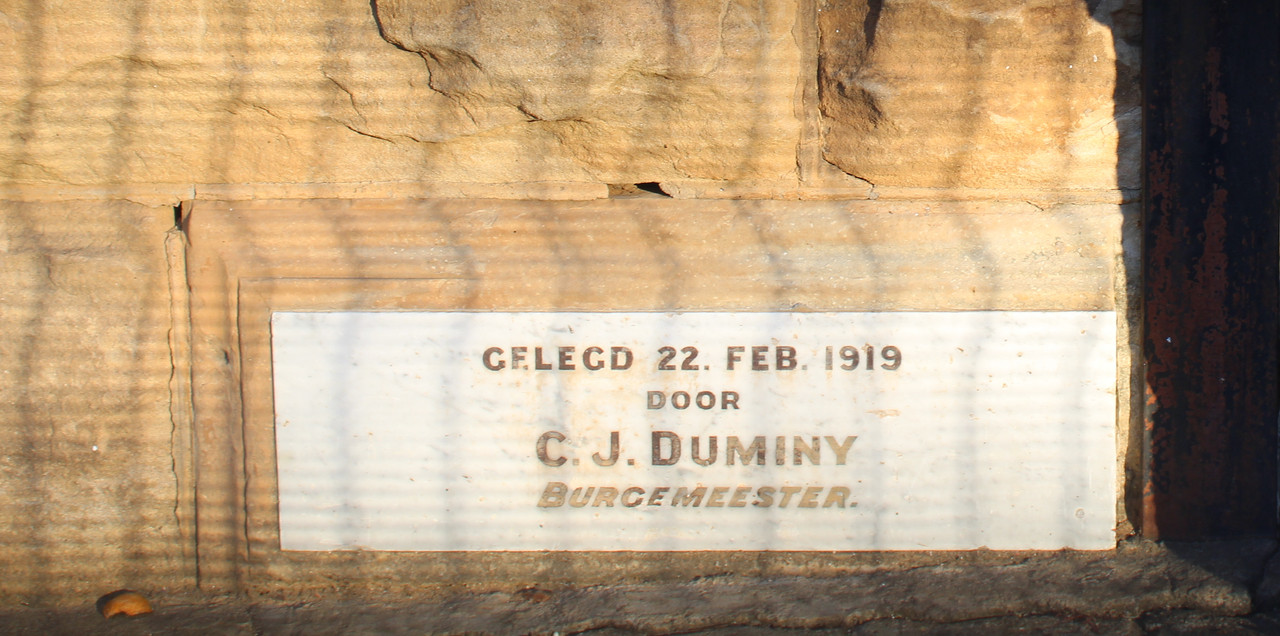 GELEGD 22. FEB. 1919
DOOR
C. J. DUMINY
BURGEMEESTER.